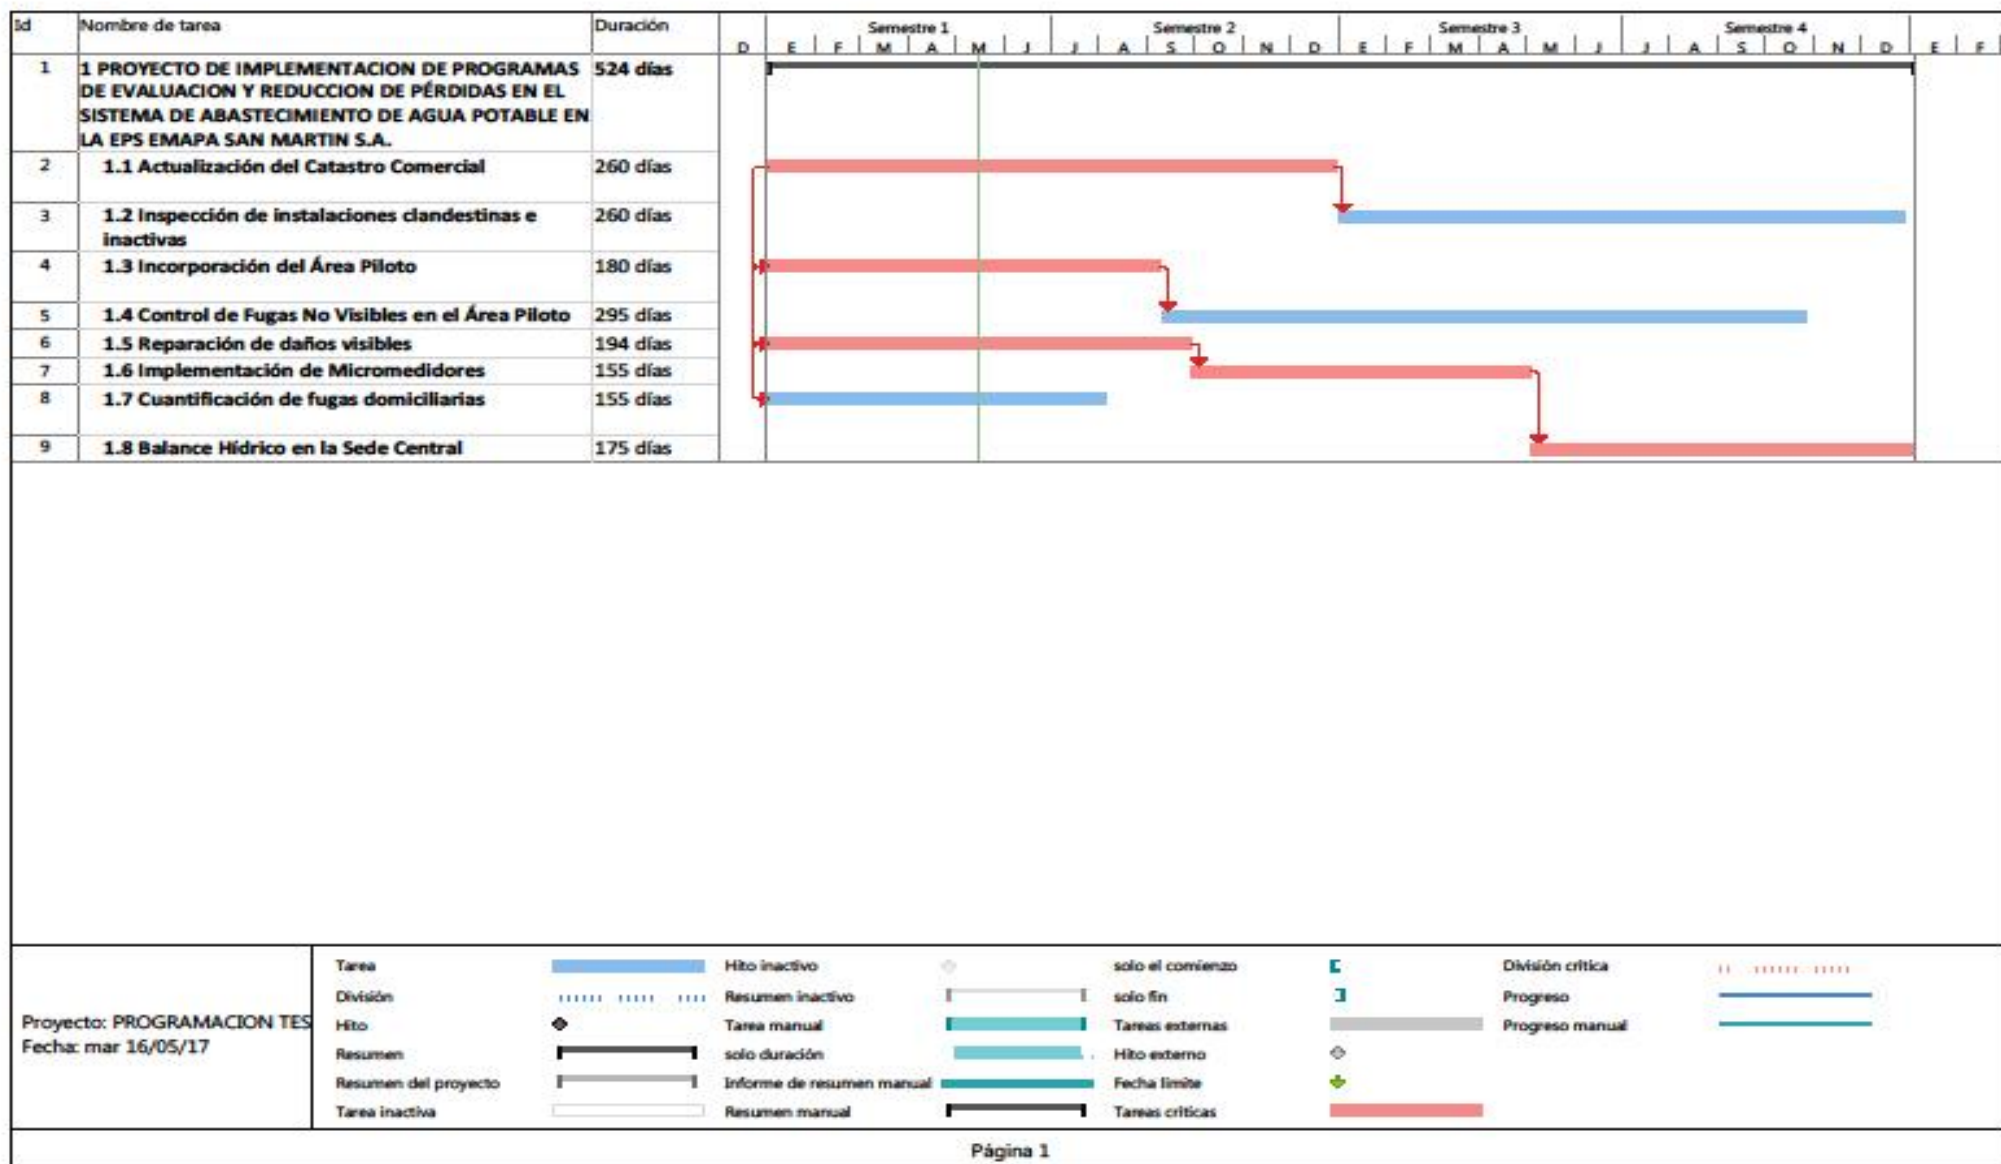 Id Nombre de tarea Duración Semestre 1 Semestre 2 Semestre 3 Semestre 4
D E F M A M J J A S O N D E F M A M J J A S O N D E F
1 1 PROYECTO DE IMPLEMENTACION DE PROGRAMAS 524 días
DE EVALUACION Y REDUCCION DE PÉRDIDAS EN EL
SISTEMA DE ABASTECIMIENTO DE AGUA POTABLE EN
LA EPS EMAPA SAN MARTIN S.A.
2 1.1 Actualización del Catastro Comercial 260 días
3 1.2 Inspección de instalaciones clandestinas e 260 días
inactivas
4 1.3 Incorporación del Área Piloto 180 días
5 1.4 Control de Fugas No Visibles en el Área Piloto 295 días
6 1.5 Reparación de daños visibles 194 días
7 1.6 Implementación de Micromedidores 155 días
8 1.7 Cuantificación de fugas domiciliarias 155 días
9 1.8 Balance Hídrico en la Sede Central 175 días
Proyecto: PROGRAMACION TES
Fecha: mar 16/05/17
Tarea Hito inactivo solo el comienzo División crítica
División Resumen inactivo solo fin Progreso
Hito Tarea manual Tareas externas Progreso manual
Resumen solo duración Hito externo
Resumen del proyecto Informe de resumen manual Fecha límite
Tarea inactiva Resumen manual Tareas críticas
Página 1